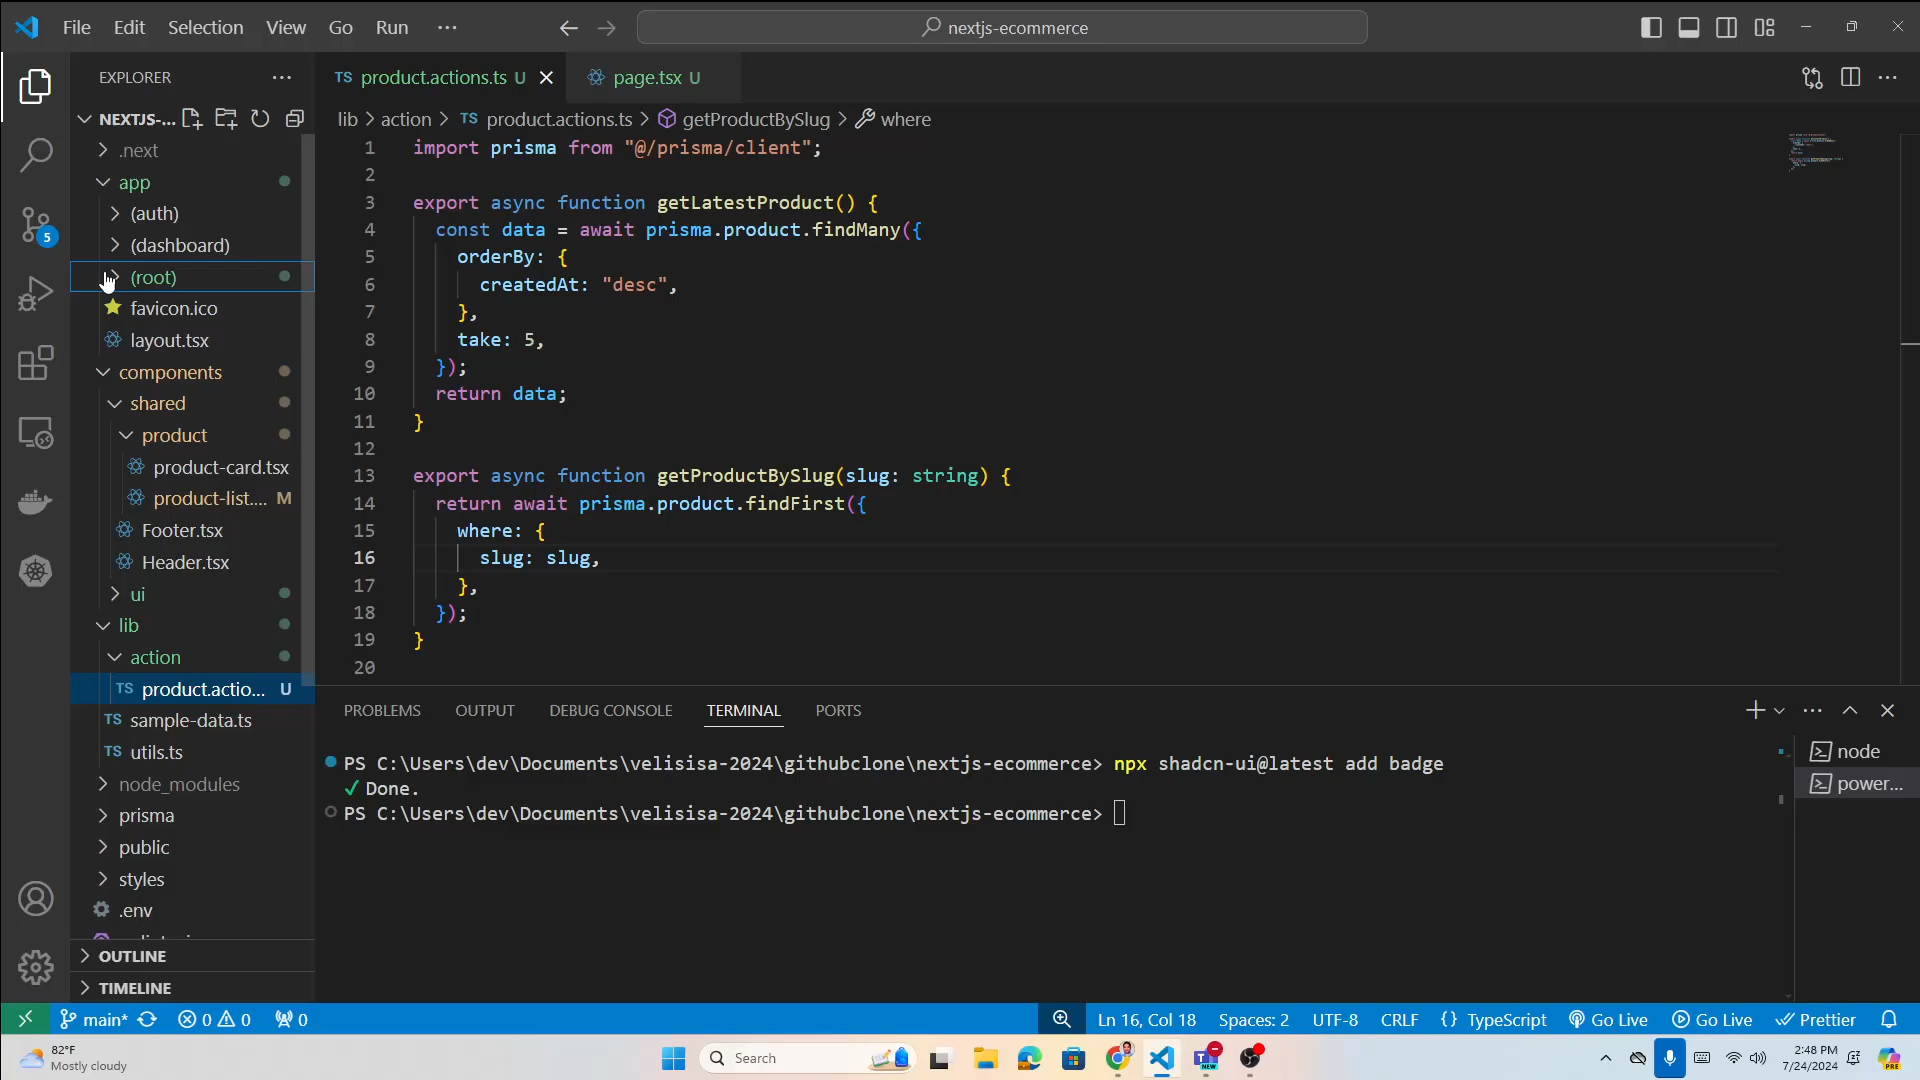 File Edit Selection View Go Run ···
nextjs-ecommerce
EXPLORER
NEXTJS-...
.next
app
(auth)
(dashboard)
(root)
favicon.ico
layout.tsx
components
shared
product
product-card.tsx
product-list.... M
Footer.tsx
Header.tsx
ui
lib
action
TS product.actio... U
TS sample-data.ts
TS utils.ts
node_modules
prisma
public
styles
.env
OUTLINE
TIMELINE
TS product.actions.ts U
page.tsx U
lib > action > TS product.actions.ts > getProductBySlug > where
1 import prisma from "@/prisma/client";
2
3 export async function getLatestProduct() {
4 const data = await prisma.product.findMany({
5 orderBy: {
6 createdAt: "desc",
7 },
8 take: 5,
9 });
10 return data;
11 }
12
13 export async function getProductBySlug(slug: string) {
14 return await prisma.product.findFirst({
15 where: {
16 slug: slug,
17 },
18 });
19 }
20
PROBLEMS OUTPUT DEBUG CONSOLE TERMINAL PORTS
PS C:\Users\dev\Documents\velisisa-2024\githubclone\nextjs-ecommerce> npx shadcn-ui@latest add badge
✓ Done.
PS C:\Users\dev\Documents\velisisa-2024\githubclone\nextjs-ecommerce>
node
power...
5
main* 0 0 0
Ln 16, Col 18 Spaces: 2 UTF-8 CRLF {} TypeScript Go Live Go Live Prettier
82°F
Mostly cloudy
Search
NEW
2:48 PM
7/24/2024
PRE